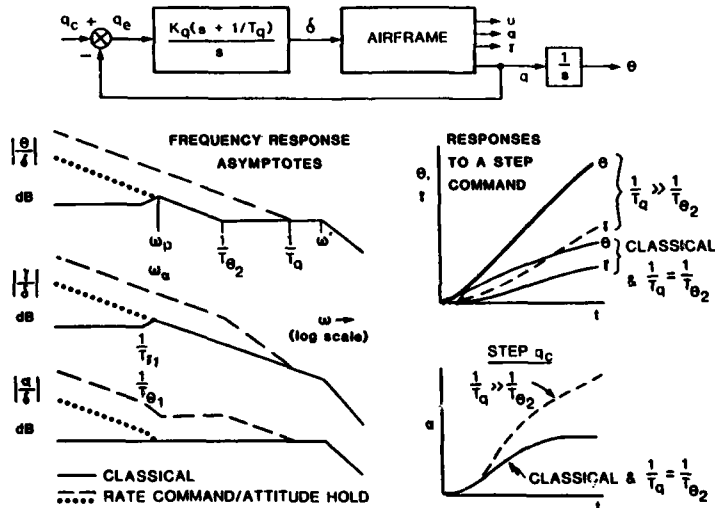 q_c + q_e
−
K_q(s + 1/T_q)
s
δ
AIRFRAME
u
α
γ
q
1
s
θ
FREQUENCY RESPONSE
ASYMPTOTES
|θ/δ|
dB
ω_p
1/T_θ2
1/T_q
ω'
ω_α
|γ/δ|
dB
1/T_γ1
ω →
(log scale)
1/T_θ1
|α/δ|
dB
CLASSICAL
RATE COMMAND/ATTITUDE HOLD
RESPONSES
TO A STEP
COMMAND
θ,
γ
θ
1/T_q >> 1/T_θ2
γ
θ
γ
CLASSICAL
& 1/T_q = 1/T_θ2
t
STEP q_c
1/T_q >> 1/T_θ2
α
CLASSICAL & 1/T_q = 1/T_θ2
t